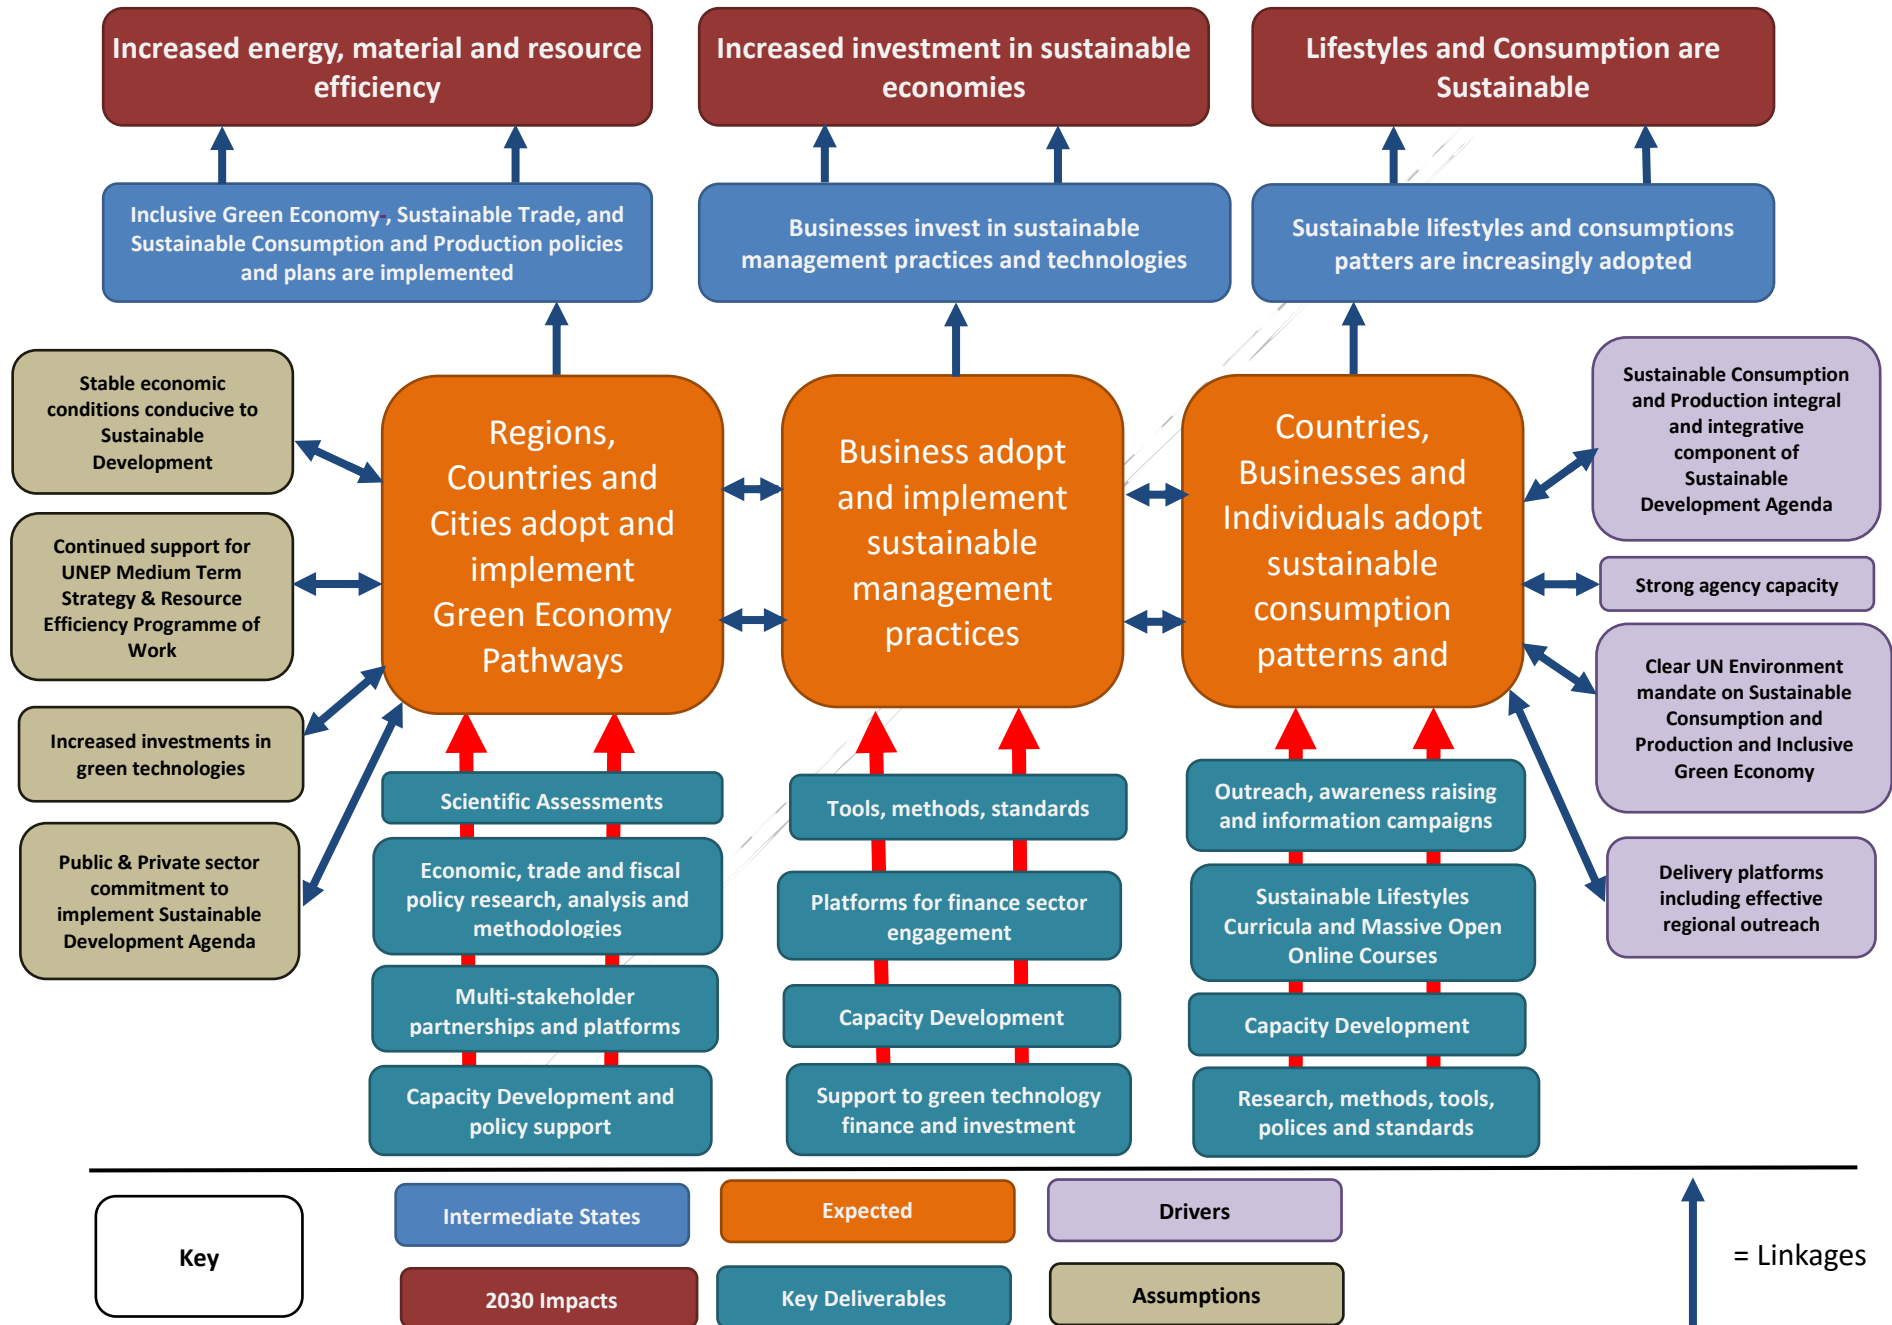 Increased energy, material and resource
efficiency
Increased investment in sustainable
economies
Lifestyles and Consumption are
Sustainable
Inclusive Green Economy-, Sustainable Trade, and
Sustainable Consumption and Production policies
and plans are implemented
Businesses invest in sustainable
management practices and technologies
Sustainable lifestyles and consumptions
patters are increasingly adopted
Stable economic
conditions conducive to
Sustainable
Development
Continued support for
UNEP Medium Term
Strategy & Resource
Efficiency Programme of
Work
Increased investments in
green technologies
Public & Private sector
commitment to
implement Sustainable
Development Agenda
Regions,
Countries and
Cities adopt and
implement
Green Economy
Pathways
Business adopt
and implement
sustainable
management
practices
Countries,
Businesses and
Individuals adopt
sustainable
consumption
patterns and
Sustainable Consumption
and Production integral
and integrative
component of
Sustainable
Development Agenda
Strong agency capacity
Clear UN Environment
mandate on Sustainable
Consumption and
Production and Inclusive
Green Economy
Delivery platforms
including effective
regional outreach
Scientific Assessments
Economic, trade and fiscal
policy research, analysis and
methodologies
Multi-stakeholder
partnerships and platforms
Capacity Development and
policy support
Tools, methods, standards
Platforms for finance sector
engagement
Capacity Development
Support to green technology
finance and investment
Outreach, awareness raising
and information campaigns
Sustainable Lifestyles
Curricula and Massive Open
Online Courses
Capacity Development
Research, methods, tools,
polices and standards
Key
Intermediate States
Expected
Drivers
2030 Impacts
Key Deliverables
Assumptions
= Linkages